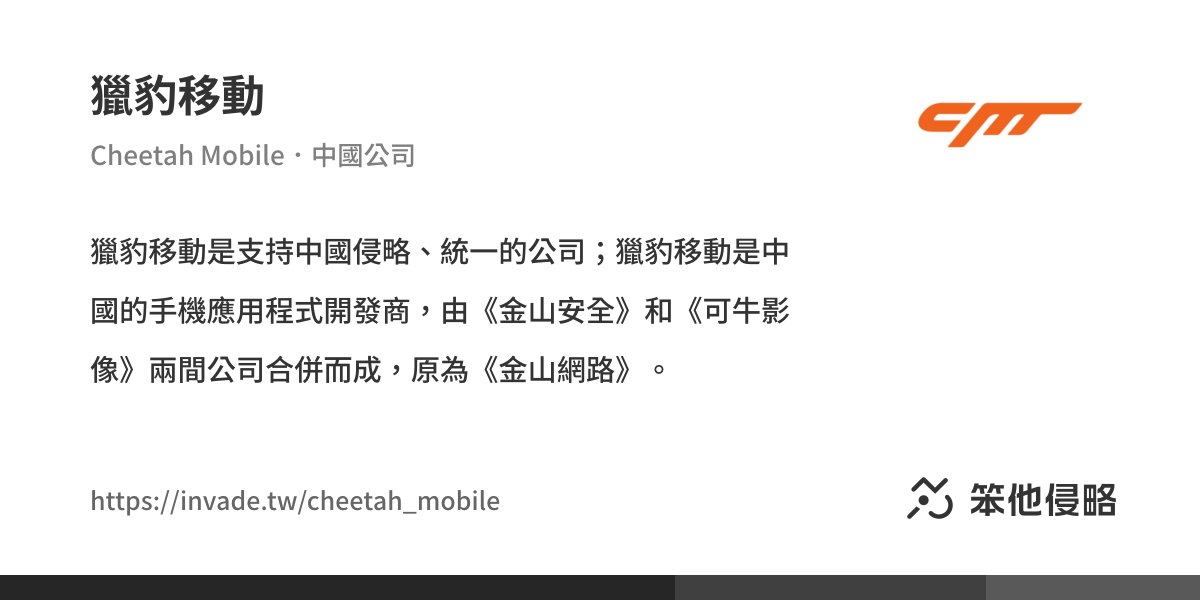 獵豹移動
Cheetah Mobile・中國公司
獵豹移動是支持中國侵略、統一的公司；獵豹移動是中
國的手機應用程式開發商，由《金山安全》和《可牛影
像》兩間公司合併而成，原為《金山網路》。
https://invade.tw/cheetah_mobile
笨他侵略